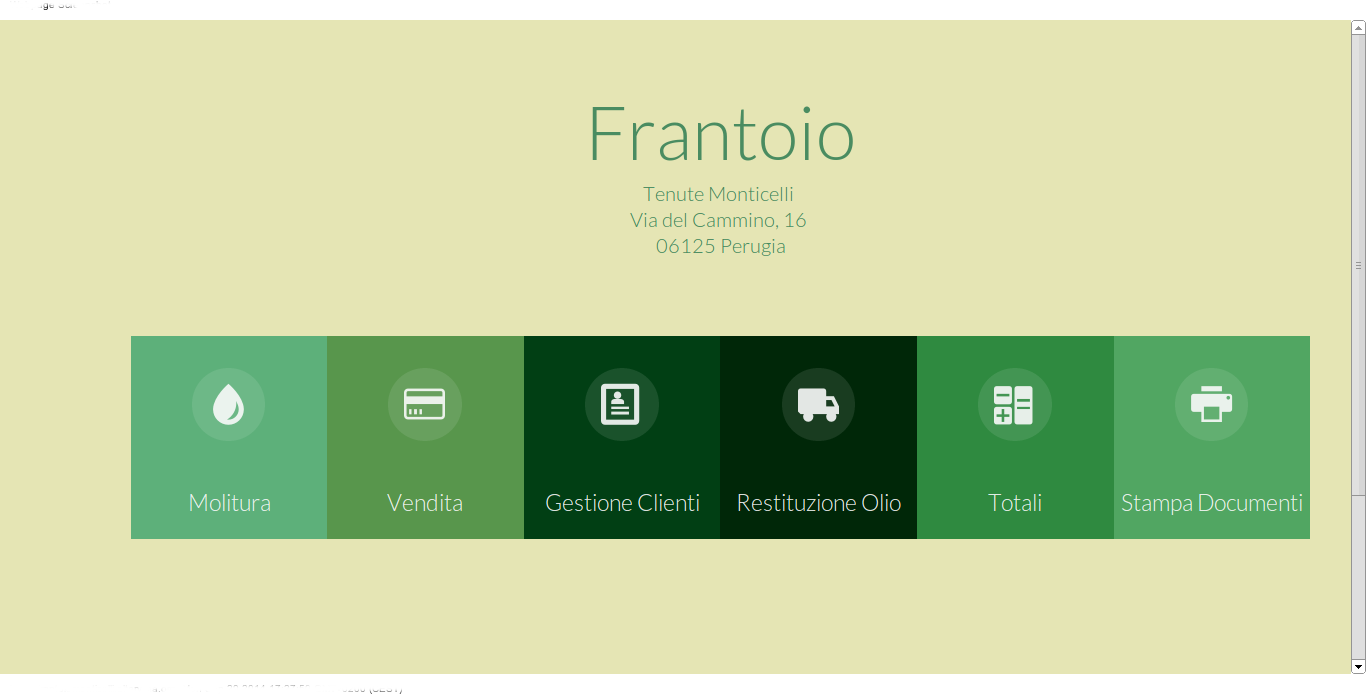 Frantoio
Tenute Monticelli
Via del Cammino, 16
06125 Perugia
Molitura
Vendita
Gestione Clienti
Restituzione Olio
Totali
Stampa Documenti